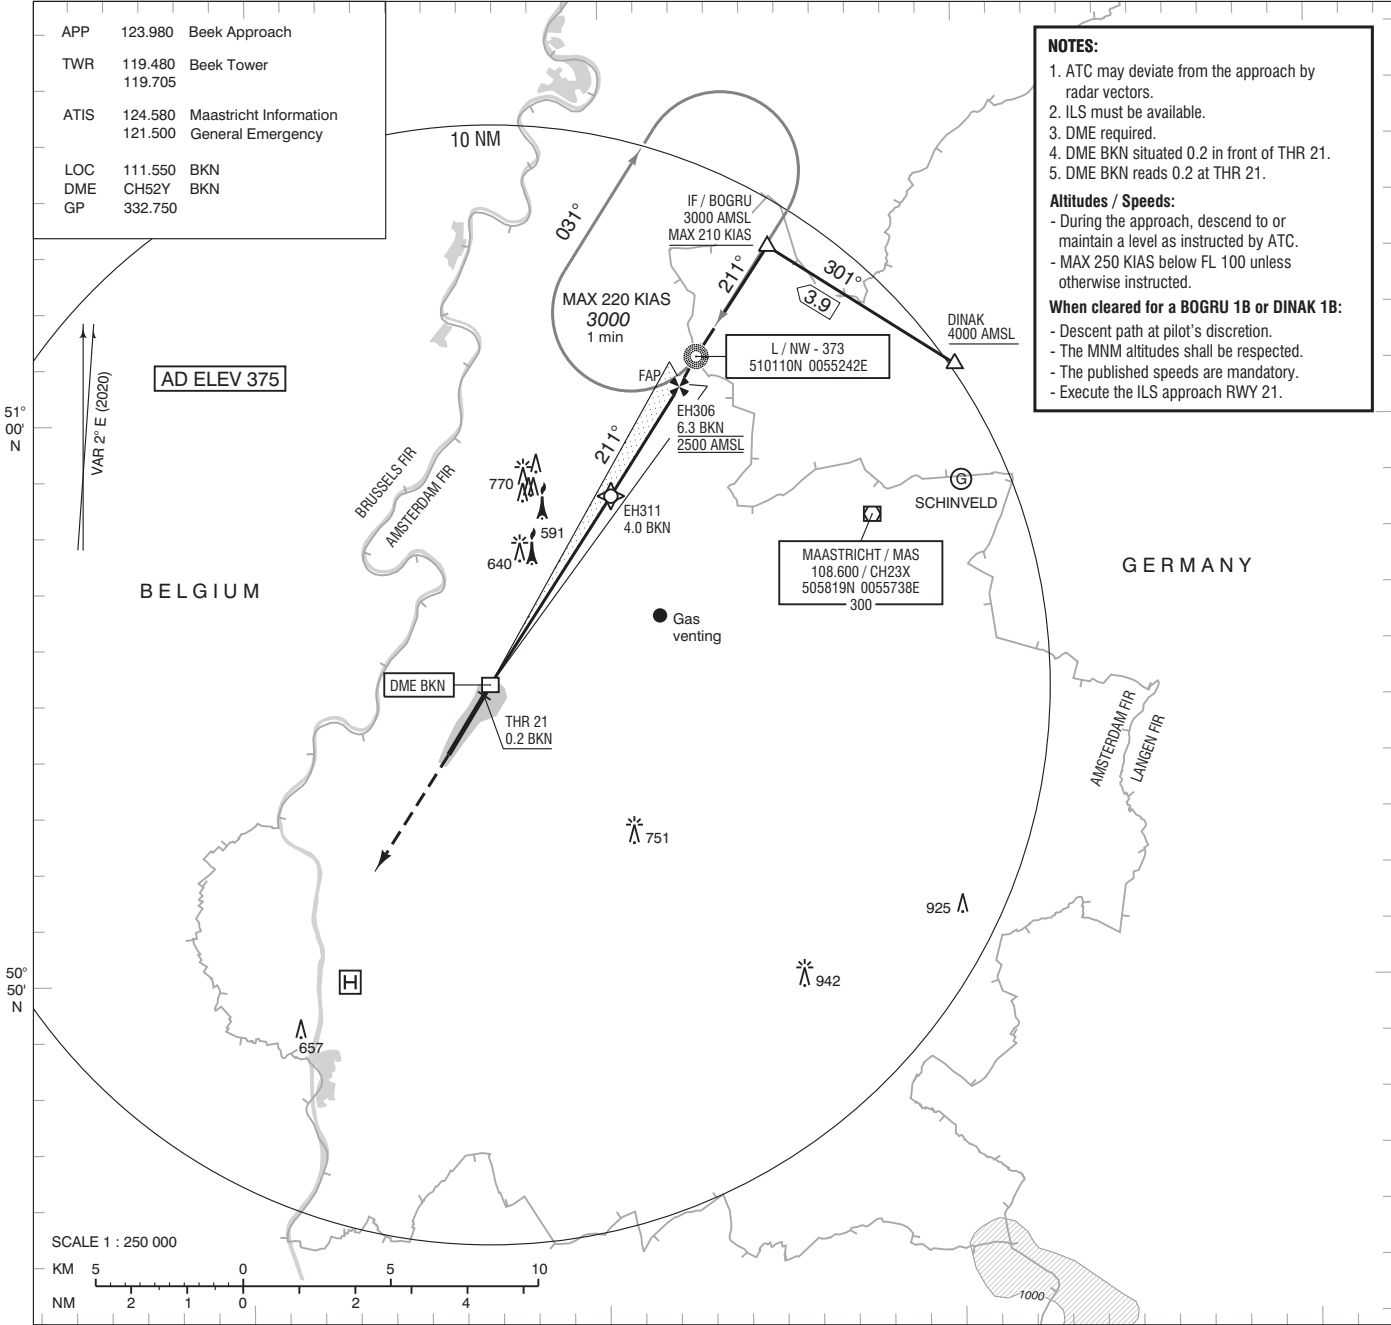 APP 123.980 Beek Approach
TWR 119.480 Beek Tower
119.705
ATIS 124.580 Maastricht Information
121.500 General Emergency
LOC 111.550 BKN
DME CH52Y BKN
GP 332.750
NOTES:
1. ATC may deviate from the approach by
radar vectors.
2. ILS must be available.
3. DME required.
4. DME BKN situated 0.2 in front of THR 21.
5. DME BKN reads 0.2 at THR 21.
Altitudes / Speeds:
- During the approach, descend to or
maintain a level as instructed by ATC.
- MAX 250 KIAS below FL 100 unless
otherwise instructed.
When cleared for a BOGRU 1B or DINAK 1B:
- Descent path at pilot's discretion.
- The MNM altitudes shall be respected.
- The published speeds are mandatory.
- Execute the ILS approach RWY 21.
10 NM
IF / BOGRU
3000 AMSL
MAX 210 KIAS
031°
211°
301°
3.9
MAX 220 KIAS
3000
1 min
DINAK
4000 AMSL
L / NW - 373
510110N 0055242E
FAP
EH306
6.3 BKN
2500 AMSL
AD ELEV 375
VAR 2° E (2020)
51°
00'
N
211°
BRUSSELS FIR
AMSTERDAM FIR
770
591
640
EH311
4.0 BKN
G
SCHINVELD
MAASTRICHT / MAS
108.600 / CH23X
505819N 0055738E
300
BELGIUM
GERMANY
Gas
venting
DME BKN
THR 21
0.2 BKN
AMSTERDAM FIR
LANGEN FIR
751
925
942
50°
50'
N
H
657
SCALE 1 : 250 000
KM 5 0 5 10
NM 2 1 0 2 4
1000